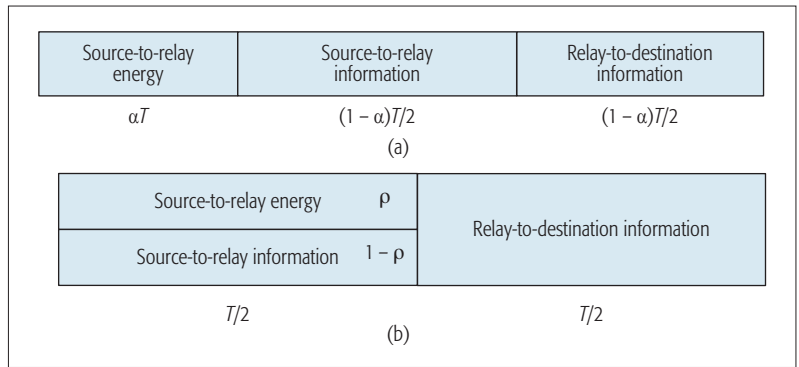 Source-to-relay
energy
Source-to-relay
information
Relay-to-destination
information
αT
(1 – α)T/2
(1 – α)T/2
(a)
Source-to-relay energy ρ
Source-to-relay information 1 – ρ
Relay-to-destination information
T/2
T/2
(b)